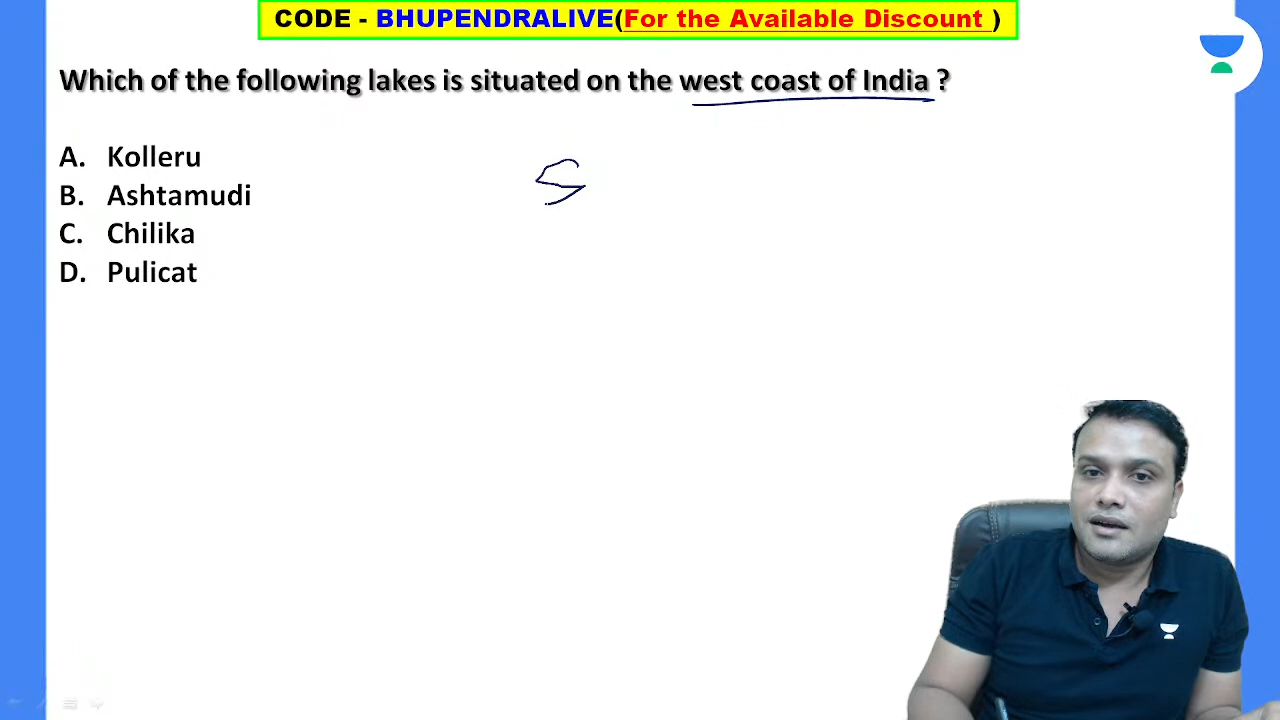 CODE - BHUPENDRALIVE(For the Available Discount )
Which of the following lakes is situated on the west coast of India ?
A. Kolleru
B. Ashtamudi
C. Chilika
D. Pulicat